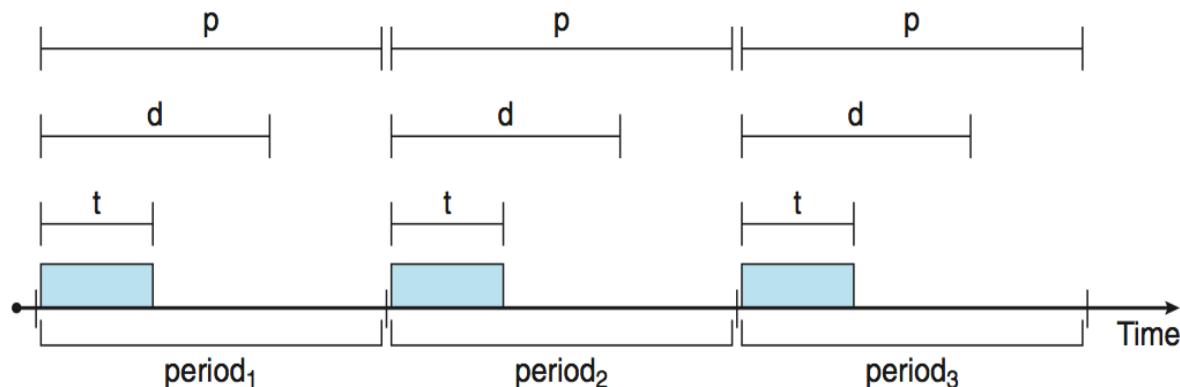 p p p
d d d
t t t
Time
period₁ period₂ period₃